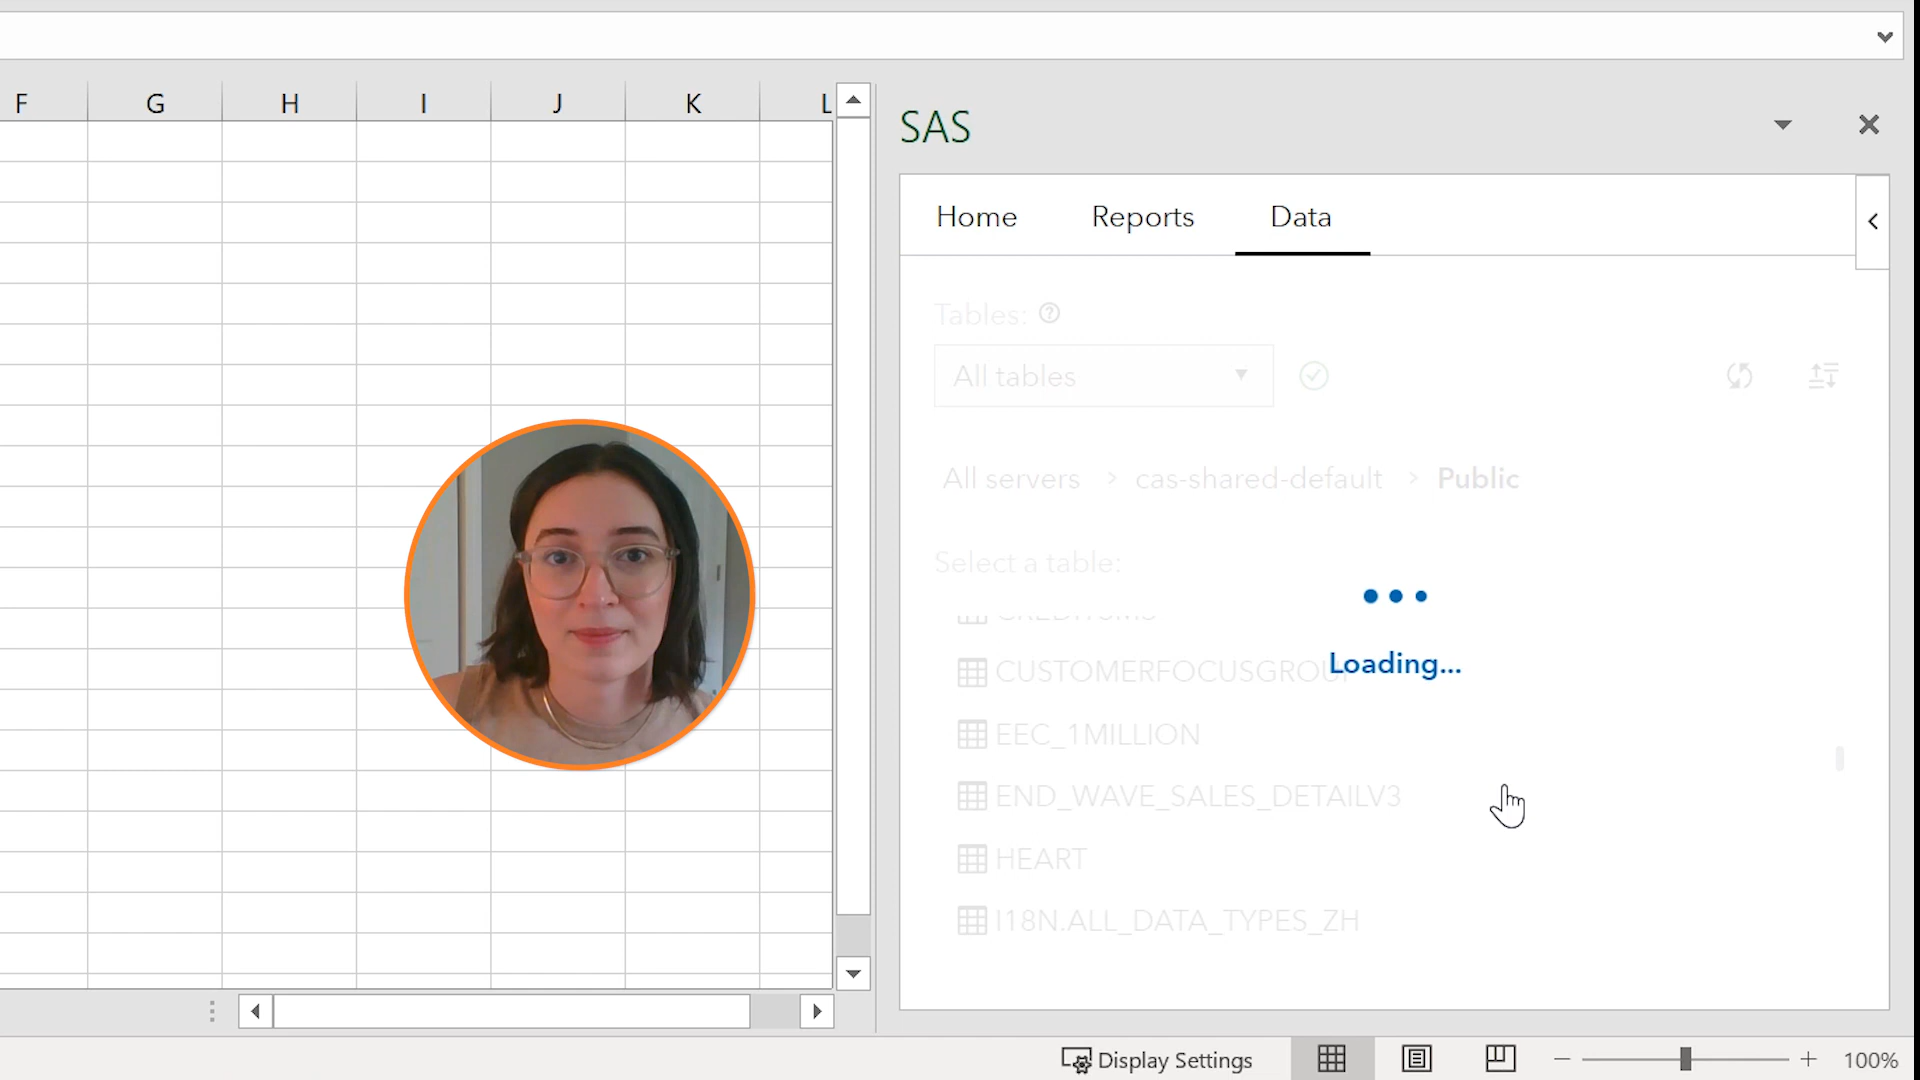 F G H I J K L
SAS
Home Reports Data
Tables:
All tables
All servers > cas-shared-default > Public
Select a table:
Loading...
EEC_1MILLION
END_WAVE_SALES_DETAILV3
HEART
I18N.ALL_DATA_TYPES_ZH
Display Settings
100%